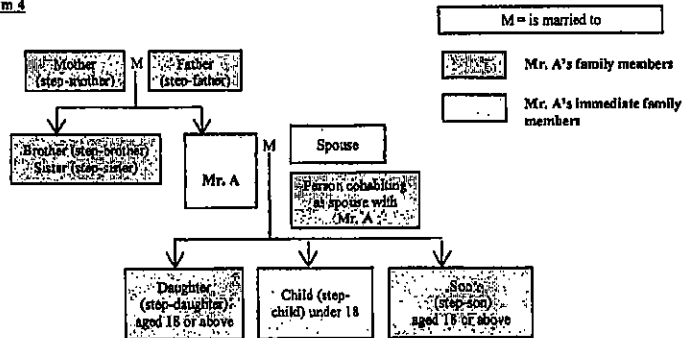 m 4
M = is married to
Mother
(step-mother)
M
Father
(step-father)
Mr. A's family members
Mr. A's immediate family
members
Brother (step-brother)
Sister (step-sister)
Mr. A
M
Spouse
Person cohabiting
as spouse with
Mr. A
Daughter
(step-daughter)
aged 18 or above
Child (step-
child) under 18
Son
(step-son)
aged 18 or above